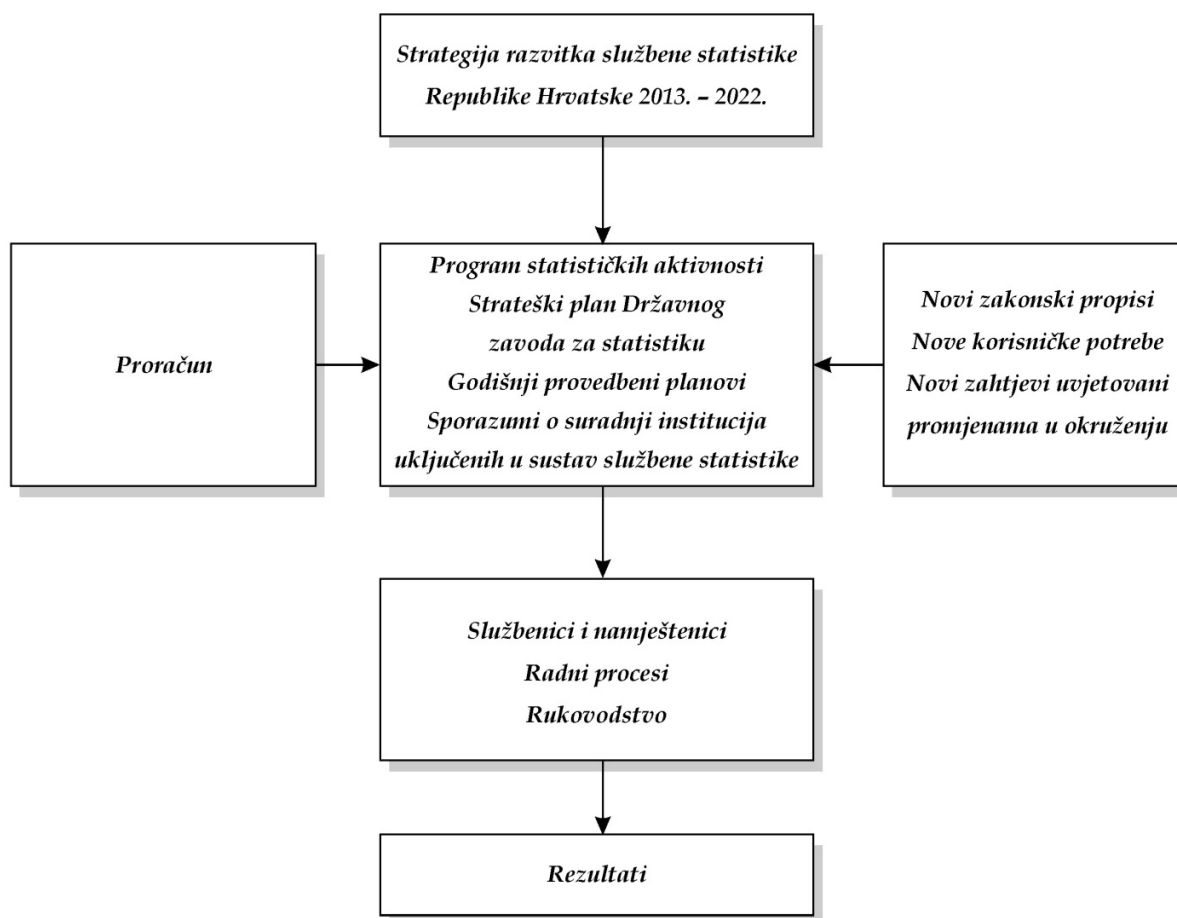 Strategija razvitka službene statistike
Republike Hrvatske 2013. – 2022.
Proračun
Program statističkih aktivnosti
Strateški plan Državnog
zavoda za statistiku
Godišnji provedbeni planovi
Sporazumi o suradnji institucija
uključenih u sustav službene statistike
Novi zakonski propisi
Nove korisničke potrebe
Novi zahtjevi uvjetovani
promjenana u okruženju
Službenici i namještenici
Radni procesi
Rukovodstvo
Rezultati